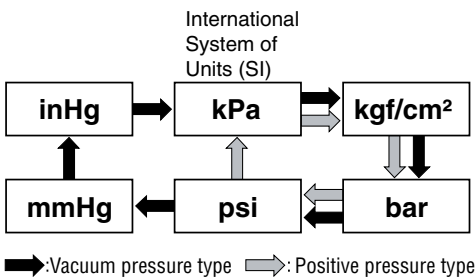 International
System of
Units (SI)
inHg
kPa
kgf/cm²
mmHg
psi
bar
:Vacuum pressure type
: Positive pressure type